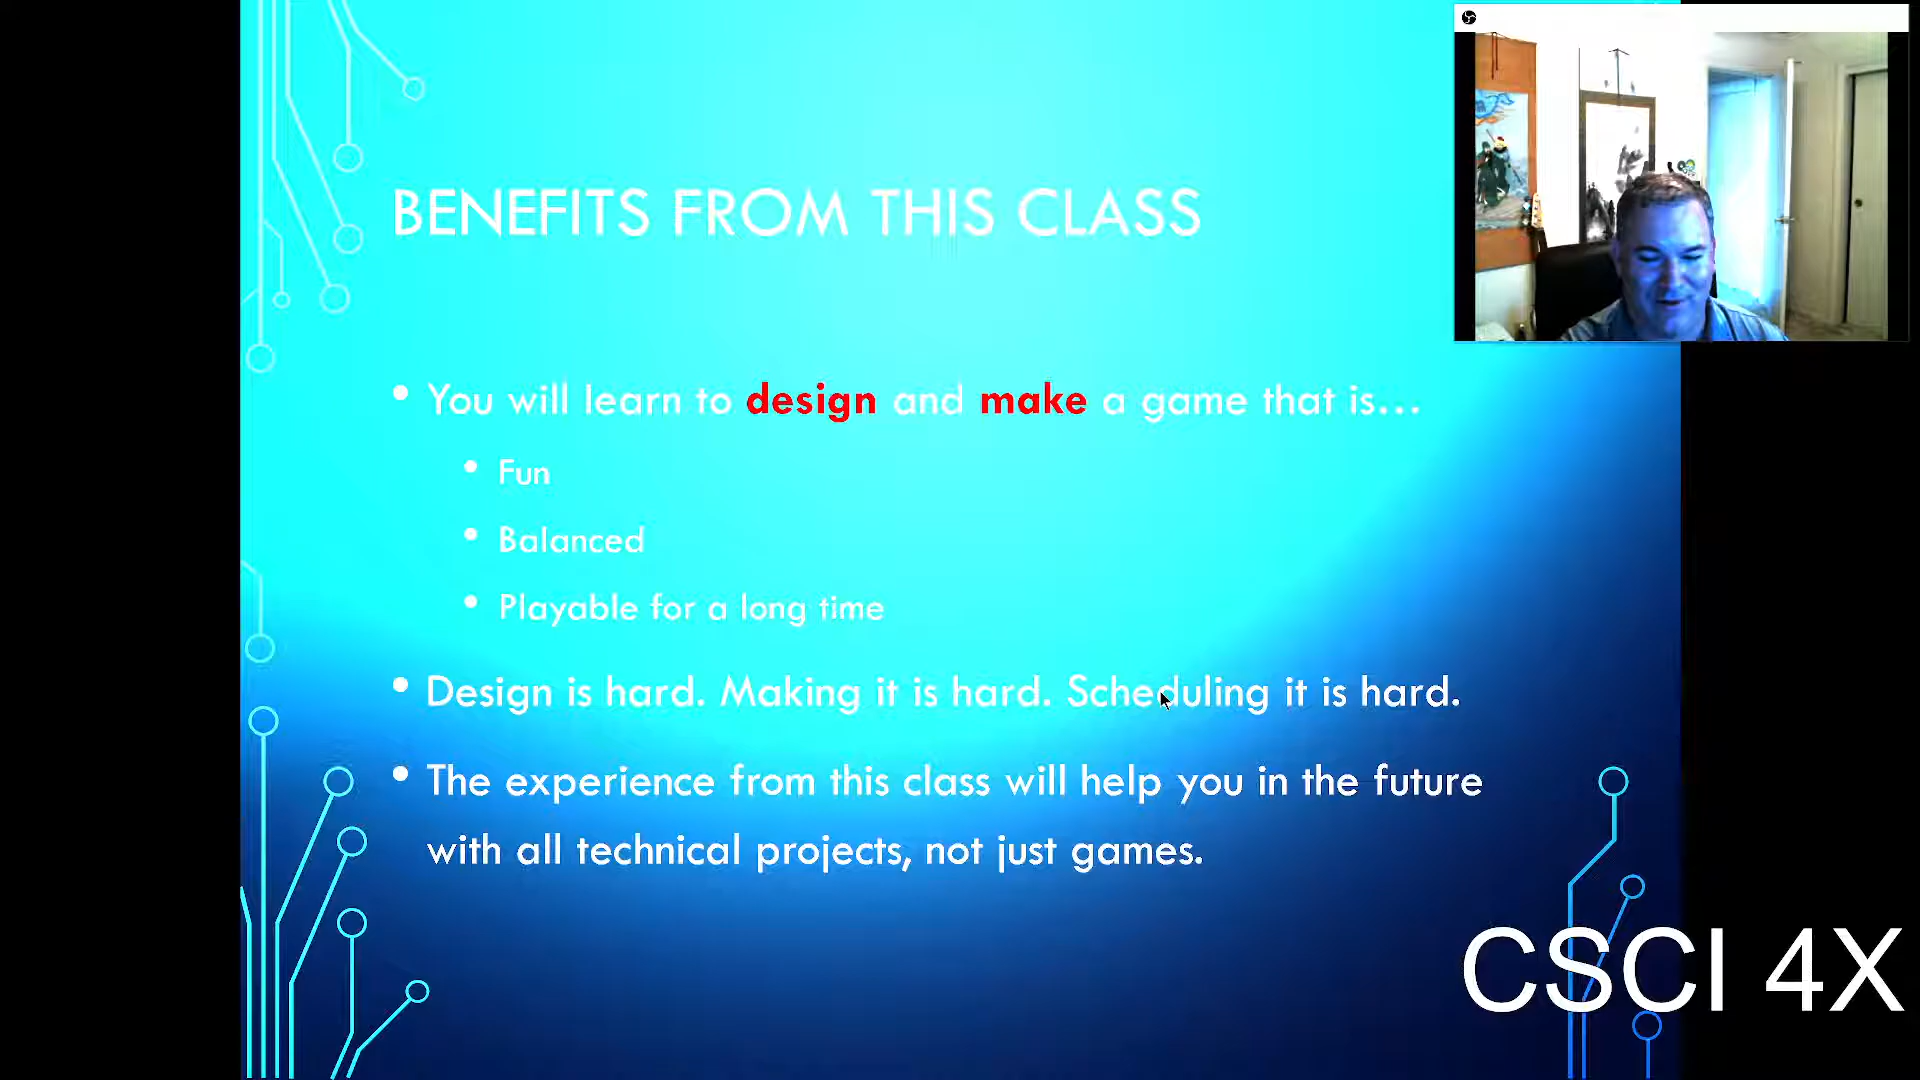 BENEFITS FROM THIS CLASS
• You will learn to design and make a game that is…
• Fun
• Balanced
• Playable for a long time
• Design is hard. Making it is hard. Scheduling it is hard.
• The experience from this class will help you in the future
with all technical projects, not just games.
CSCI 4X